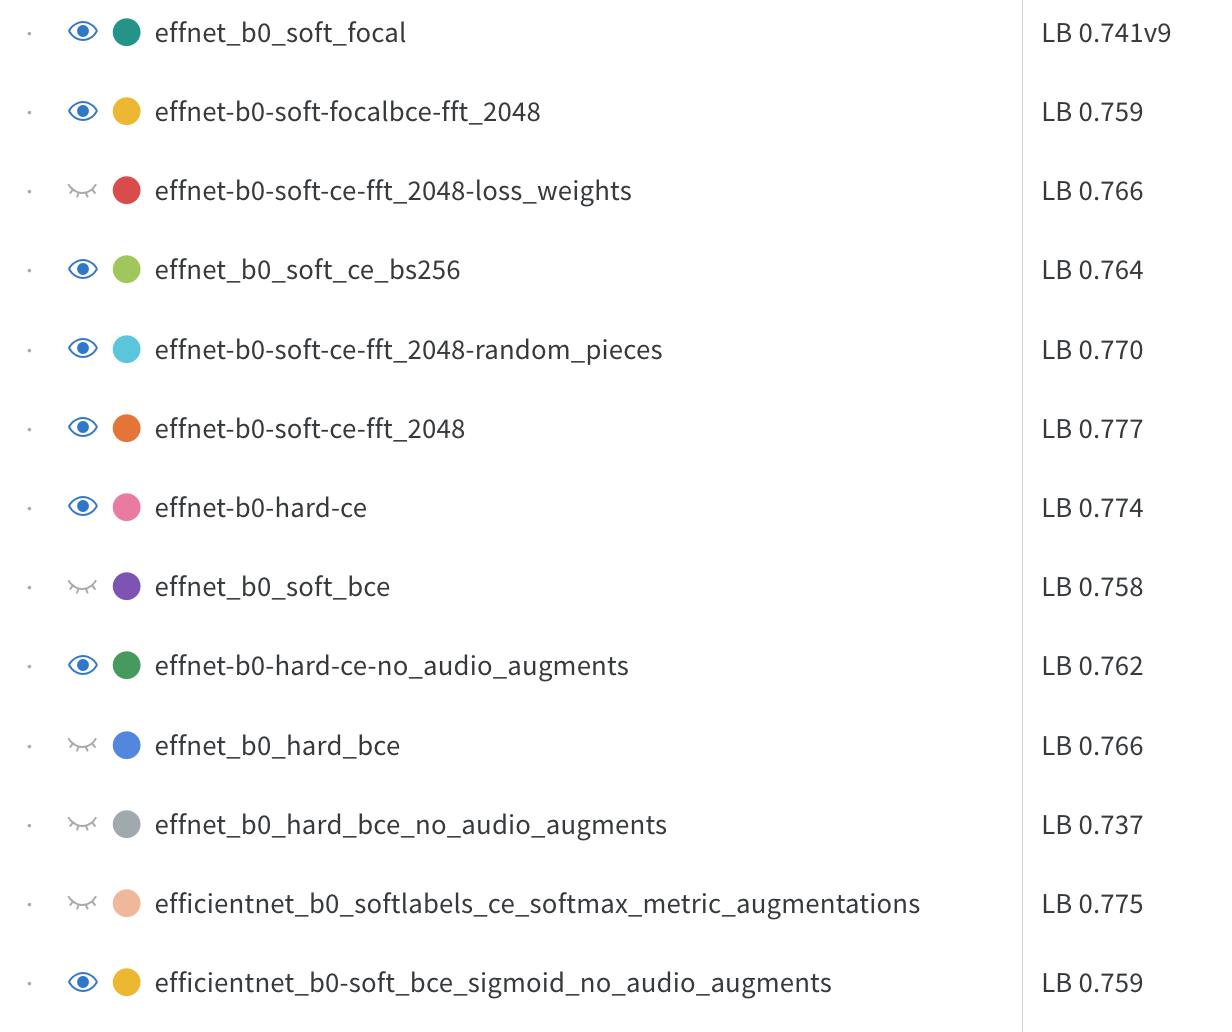 effnet_b0_soft_focal LB 0.741v9
effnet-b0-soft-focalbce-fft_2048 LB 0.759
effnet-b0-soft-ce-fft_2048-loss_weights LB 0.766
effnet_b0_soft_ce_bs256 LB 0.764
effnet-b0-soft-ce-fft_2048-random_pieces LB 0.770
effnet-b0-soft-ce-fft_2048 LB 0.777
effnet-b0-hard-ce LB 0.774
effnet_b0_soft_bce LB 0.758
effnet-b0-hard-ce-no_audio_augments LB 0.762
effnet_b0_hard_bce LB 0.766
effnet_b0_hard_bce_no_audio_augments LB 0.737
efficientnet_b0_softlabels_ce_softmax_metric_augmentations LB 0.775
efficientnet_b0-soft_bce_sigmoid_no_audio_augments LB 0.759